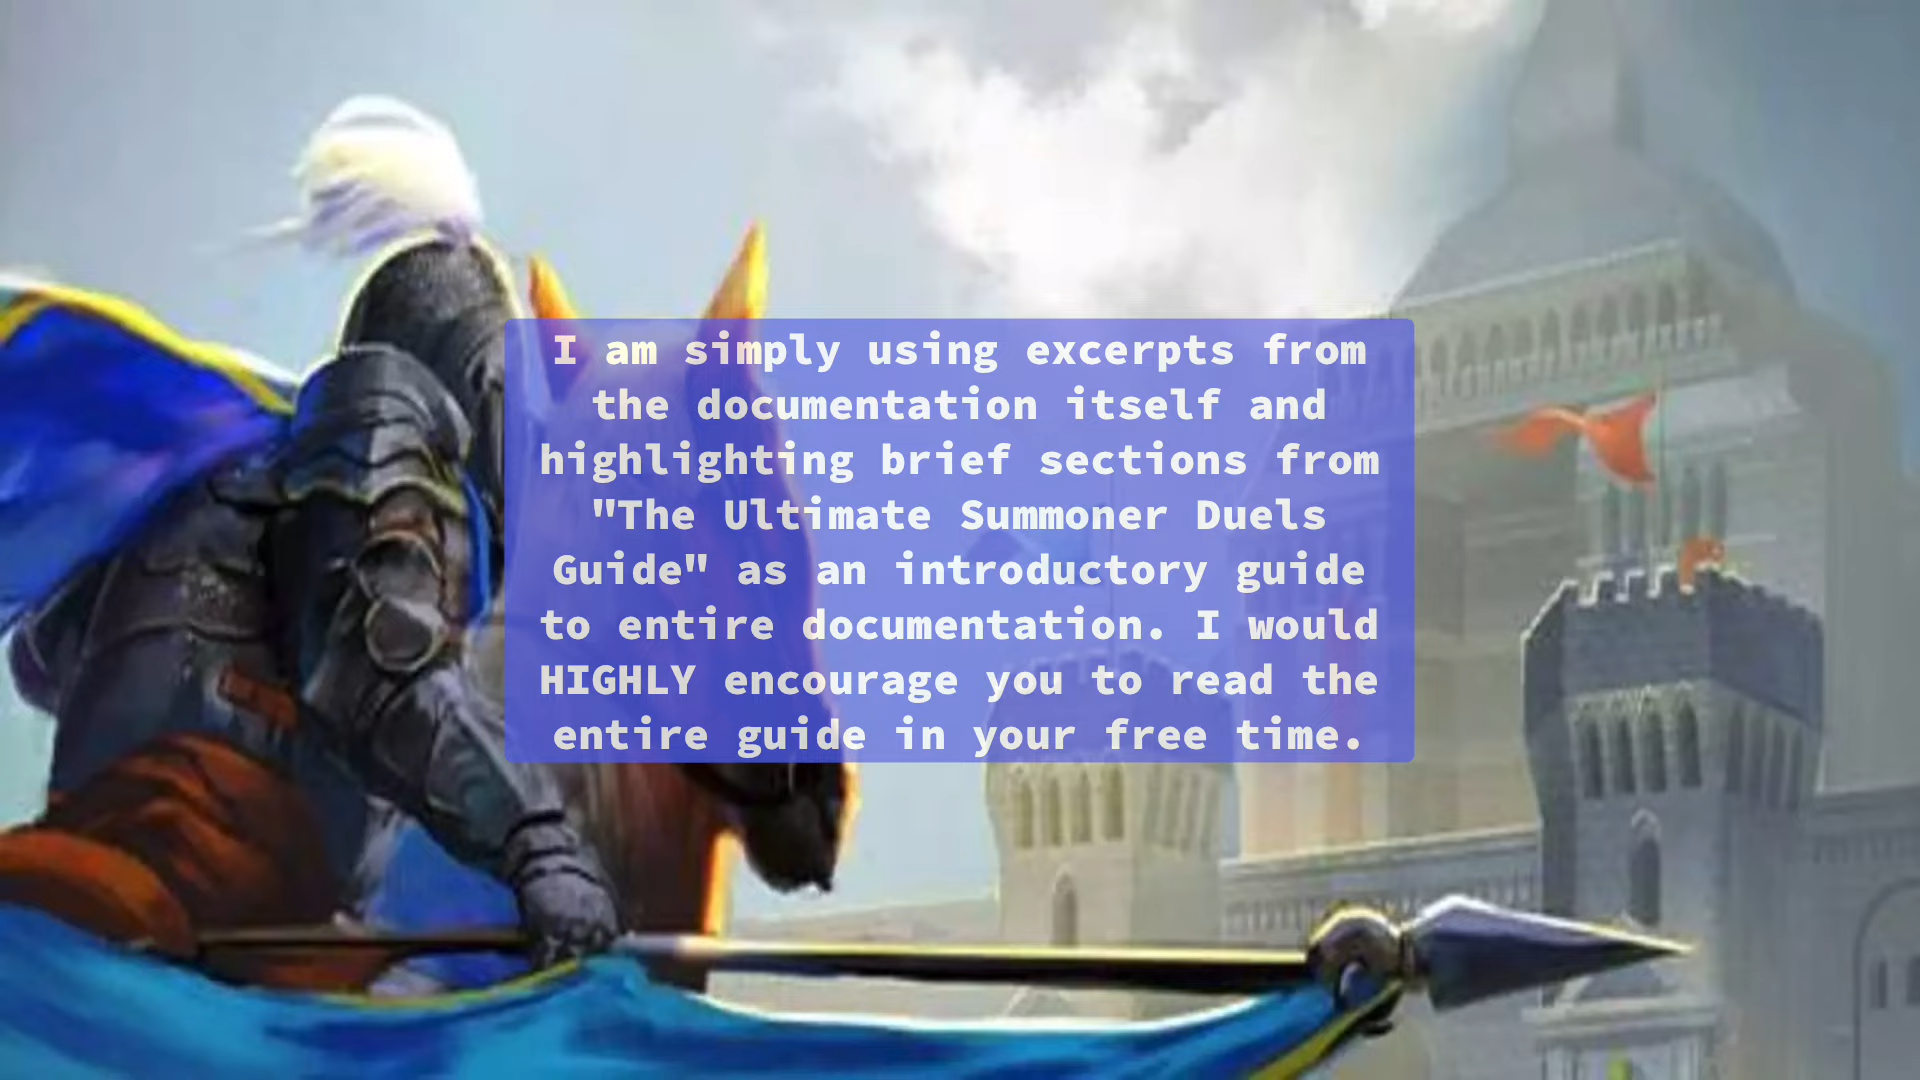 I am simply using excerpts from
the documentation itself and
highlighting brief sections from
"The Ultimate Summoner Duels
Guide" as an introductory guide
to entire documentation. I would
HIGHLY encourage you to read the
entire guide in your free time.